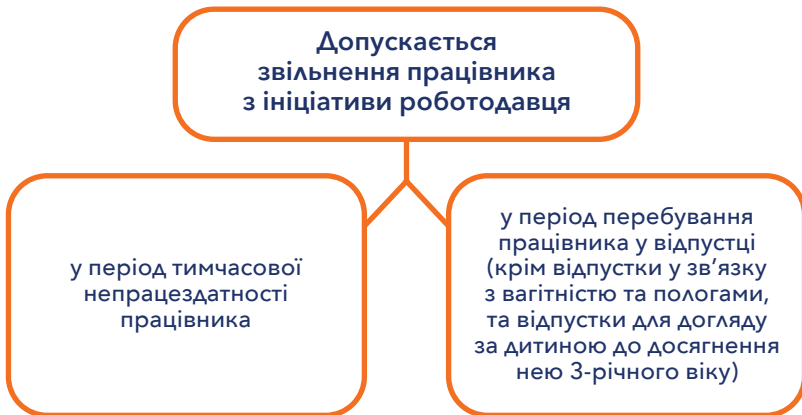 Допускається
звільнення працівника
з ініціативи роботодавця
у період тимчасової
непрацездатності
працівника
у період перебування
працівника у відпустці
(крім відпустки у зв’язку
з вагітністю та пологами,
та відпустки для догляду
за дитиною до досягнення
нею 3-річного віку)